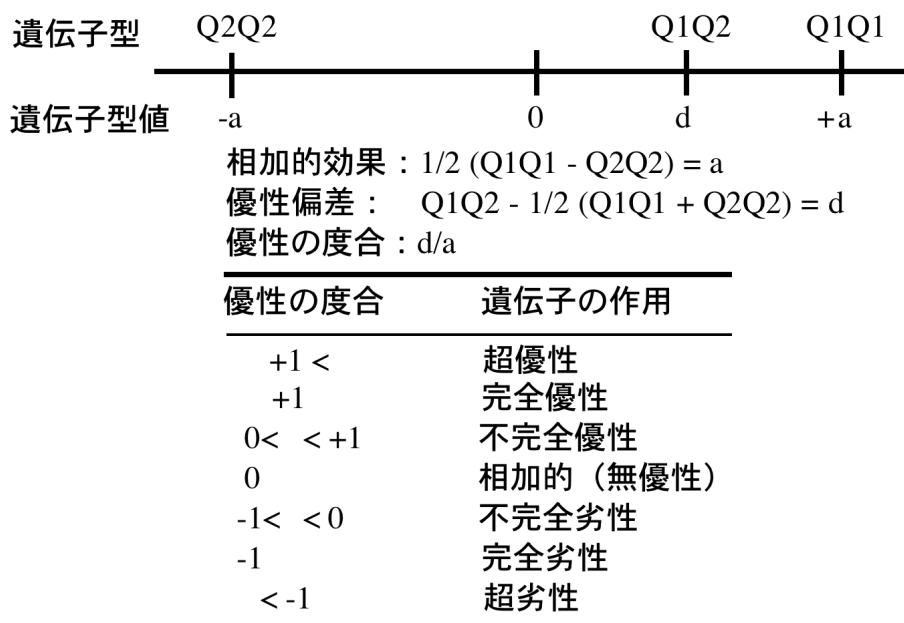 遺伝子型 Q2Q2 Q1Q2 Q1Q1
遺伝子型値 -a 0 d +a
相加的効果：1/2 (Q1Q1 - Q2Q2) = a
優性偏差： Q1Q2 - 1/2 (Q1Q1 + Q2Q2) = d
優性の度合：d/a
優性の度合 遺伝子の作用
+1 < 超優性
+1 完全優性
0< < +1 不完全優性
0 相加的（無優性）
-1< < 0 不完全劣性
-1 完全劣性
< -1 超劣性